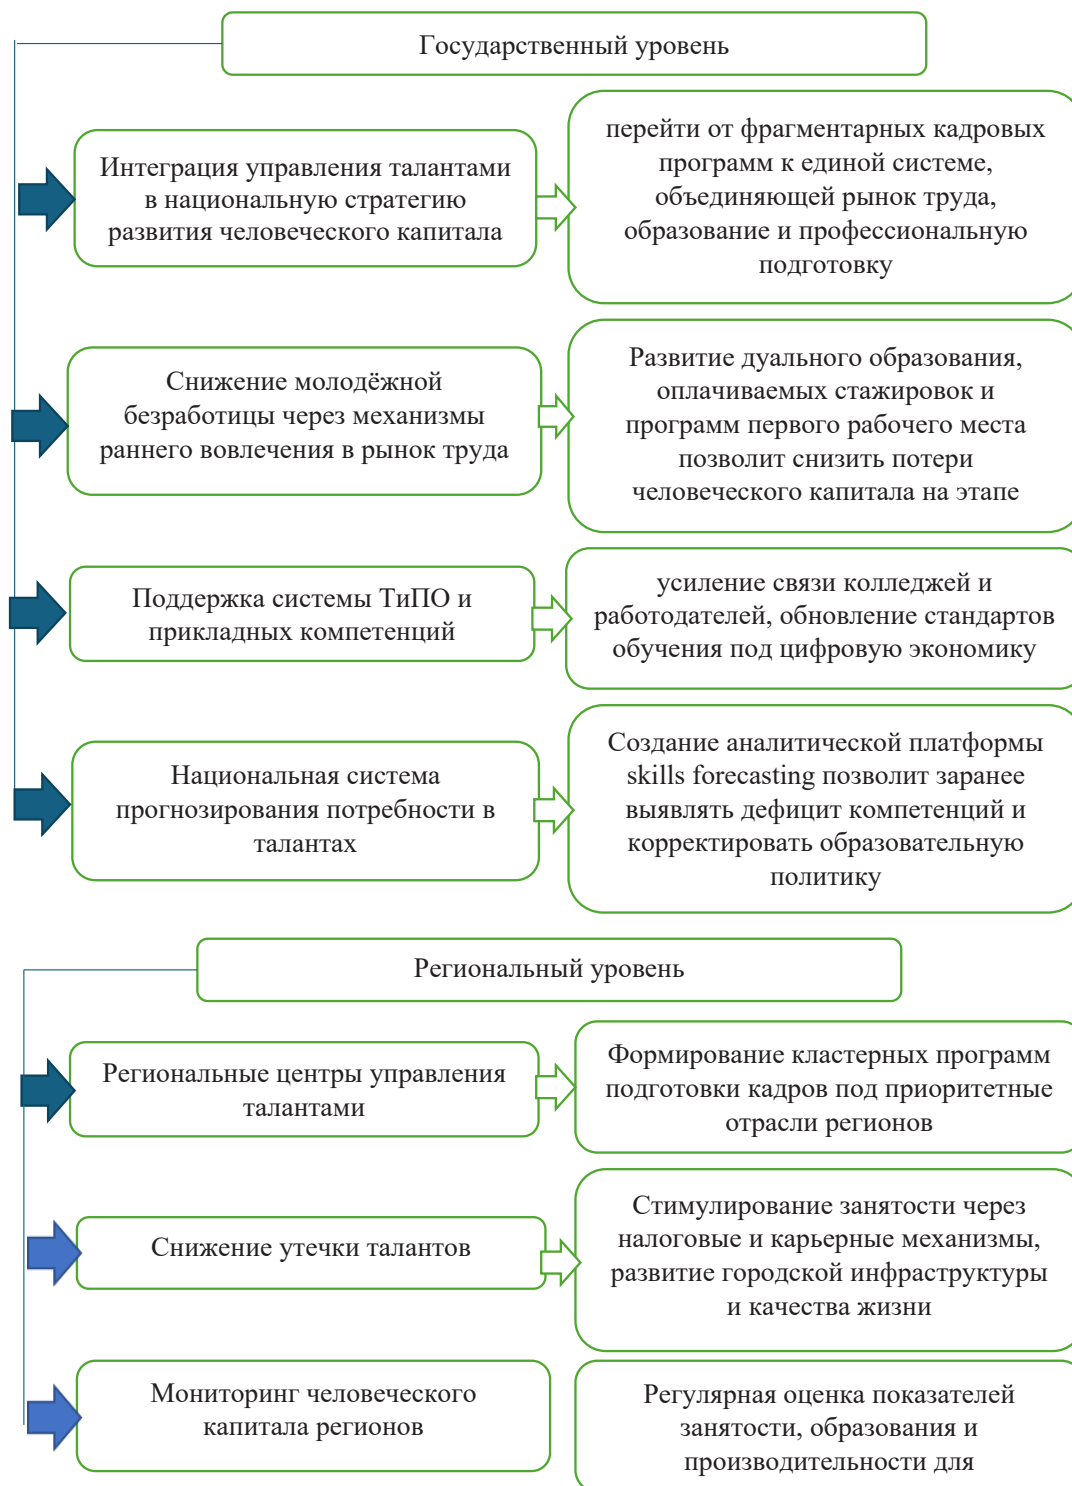 Государственный уровень
Интеграция управления талантами
в национальную стратегию
развития человеческого капитала
перейти от фрагментарных кадровых
программ к единой системе,
объединяющей рынок труда,
образование и профессиональную
подготовку
Снижение молодёжной
безработицы через механизмы
раннего вовлечения в рынок труда
Развитие дуального образования,
оплачиваемых стажировок и
программ первого рабочего места
позволит снизить потери
человеческого капитала на этапе
Поддержка системы ТиПО и
прикладных компетенций
усиление связи колледжей и
работодателей, обновление стандартов
обучения под цифровую экономику
Национальная система
прогнозирования потребности в
талантах
Создание аналитической платформы
skills forecasting позволит заранее
выявлять дефицит компетенций и
корректировать образовательную
политику
Региональный уровень
Региональные центры управления
талантами
Формирование кластерных программ
подготовки кадров под приоритетные
отрасли регионов
Снижение утечки талантов
Стимулирование занятости через
налоговые и карьерные механизмы,
развитие городской инфраструктуры
и качества жизни
Мониторинг человеческого
капитала регионов
Регулярная оценка показателей
занятости, образования и
производительности для